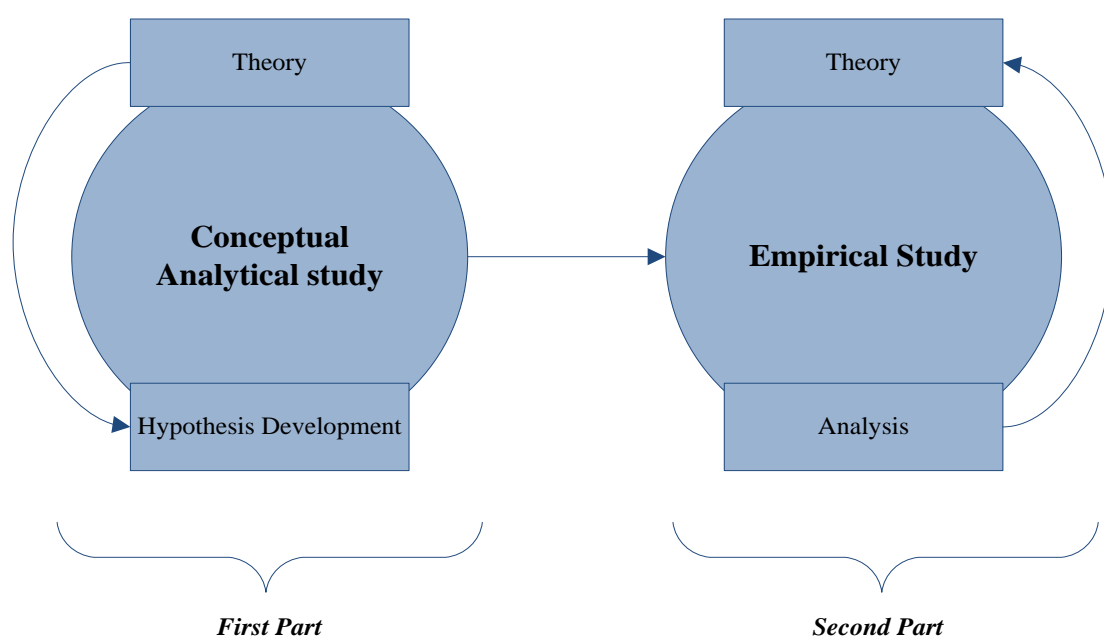 Theory
Conceptual
Analytical study
Hypothesis Development
First Part
Theory
Empirical Study
Analysis
Second Part